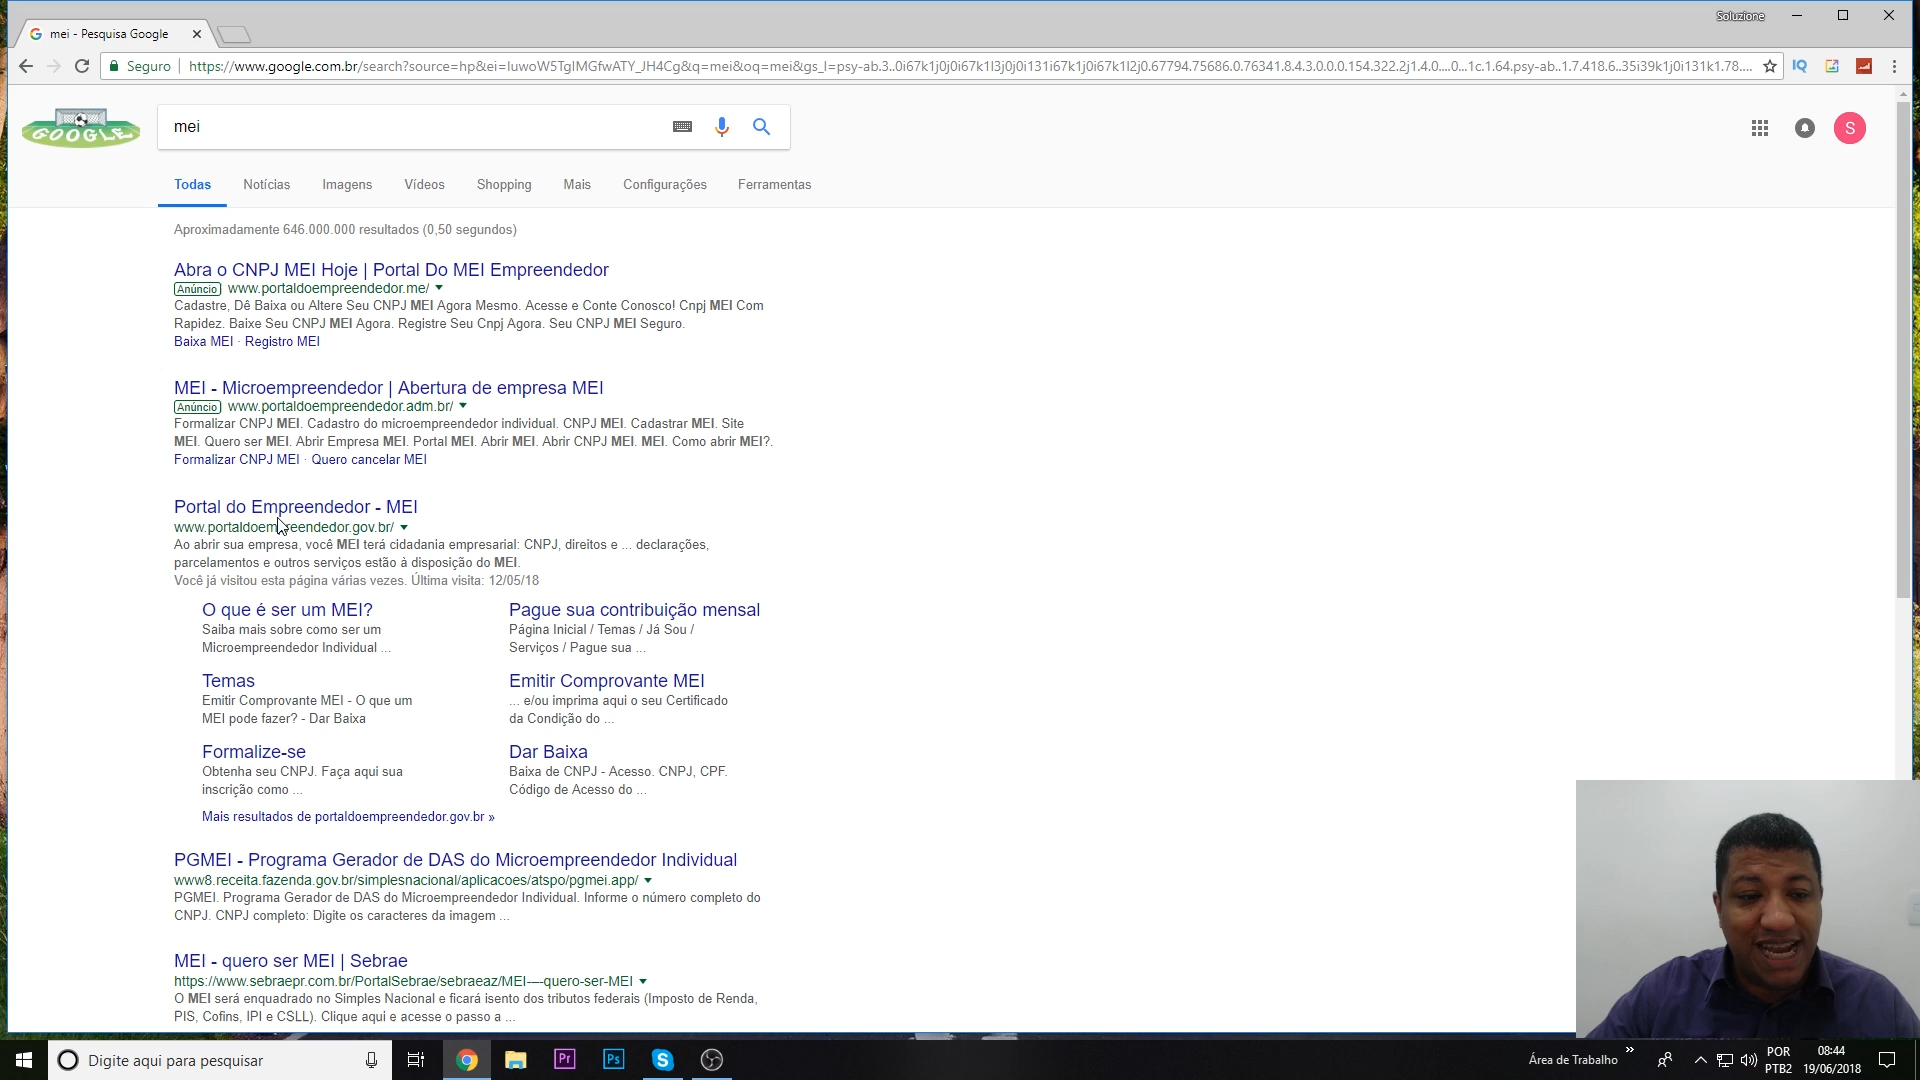 Soluzione
mei - Pesquisa Google
Seguro
https://www.google.com.br/search?source=hp&ei=IuwoW5TgIMGfwATY_JH4Cg&q=mei&oq=mei&gs_l=psy-ab.3..0i67k1j0j0i67k1l3j0j0i131i67k1j0i67k1l2j0.67794.75686.0.76341.8.4.3.0.0.0.154.322.2j1.4.0....0...1c.1.64.psy-ab..1.7.418.6..35i39k1j0i131k1.78....
IQ
GOOGLE
mei
S
Todas
Notícias
Imagens
Vídeos
Shopping
Mais
Configurações
Ferramentas
Aproximadamente 646.000.000 resultados (0,50 segundos)
Abra o CNPJ MEI Hoje | Portal Do MEI Empreendedor
Anúncio www.portaldoempreendedor.me/
Cadastre, Dê Baixa ou Altere Seu CNPJ MEI Agora Mesmo. Acesse e Conte Conosco! Cnpj MEI Com
Rapidez. Baixe Seu CNPJ MEI Agora. Registre Seu Cnpj Agora. Seu CNPJ MEI Seguro.
Baixa MEI · Registro MEI
MEI - Microempreendedor | Abertura de empresa MEI
Anúncio www.portaldoempreendedor.adm.br/
Formalizar CNPJ MEI. Cadastro do microempreendedor individual. CNPJ MEI. Cadastrar MEI. Site
MEI. Quero ser MEI. Abrir Empresa MEI. Portal MEI. Abrir MEI. Abrir CNPJ MEI. MEI. Como abrir MEI?.
Formalizar CNPJ MEI · Quero cancelar MEI
Portal do Empreendedor - MEI
www.portaldoempreendedor.gov.br/
Ao abrir sua empresa, você MEI terá cidadania empresarial: CNPJ, direitos e ... declarações,
parcelamentos e outros serviços estão à disposição do MEI.
Você já visitou esta página várias vezes. Última visita: 12/05/18
O que é ser um MEI?
Saiba mais sobre como ser um
Microempreendedor Individual ...
Pague sua contribuição mensal
Página Inicial / Temas / Já Sou /
Serviços / Pague sua ...
Temas
Emitir Comprovante MEI - O que um
MEI pode fazer? - Dar Baixa
Emitir Comprovante MEI
... e/ou imprima aqui o seu Certificado
da Condição do ...
Formalize-se
Obtenha seu CNPJ. Faça aqui sua
inscrição como ...
Dar Baixa
Baixa de CNPJ - Acesso. CNPJ, CPF.
Código de Acesso do ...
Mais resultados de portaldoempreendedor.gov.br »
PGMEI - Programa Gerador de DAS do Microempreendedor Individual
www8.receita.fazenda.gov.br/simplesnacional/aplicacoes/atspo/pgmei.app/
PGMEI. Programa Gerador de DAS do Microempreendedor Individual. Informe o número completo do
CNPJ. CNPJ completo: Digite os caracteres da imagem ...
MEI - quero ser MEI | Sebrae
https://www.sebraepr.com.br/PortalSebrae/sebraeaz/MEI-–-quero-ser-MEI
O MEI será enquadrado no Simples Nacional e ficará isento dos tributos federais (Imposto de Renda,
PIS, Cofins, IPI e CSLL). Clique aqui e acesse o passo a ...
Digite aqui para pesquisar
Pr
Ps
S
Área de Trabalho
»
POR
PTB2
08:44
19/06/2018